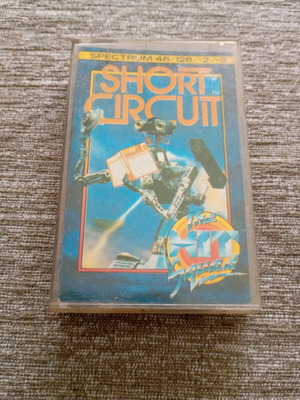 SPECTRUM 48/128/+2/+3
SHORT
CIRCUIT
The
HIT
Squad